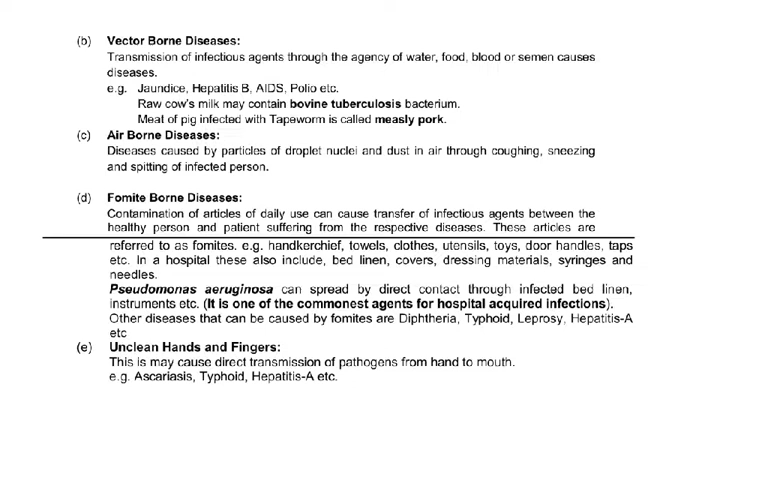 (b) Vector Borne Diseases:
Transmission of infectious agents through the agency of water, food, blood or semen causes
diseases.
e.g. Jaundice, Hepatitis B, AIDS, Polio etc.
Raw cow's milk may contain bovine tuberculosis bacterium.
Meat of pig infected with Tapeworm is called measly pork.
(c) Air Borne Diseases:
Diseases caused by particles of droplet nuclei and dust in air through coughing, sneezing
and spitting of infected person.
(d) Fomite Borne Diseases:
Contamination of articles of daily use can cause transfer of infectious agents between the
healthy person and patient suffering from the respective diseases. These articles are
referred to as fomites. e.g. handkerchief, towels, clothes, utensils, toys, door handles, taps
etc. In a hospital these also include, bed linen, covers, dressing materials, syringes and
needles.
Pseudomonas aeruginosa can spread by direct contact through infected bed linen,
instruments etc. (It is one of the commonest agents for hospital acquired infections).
Other diseases that can be caused by fomites are Diphtheria, Typhoid, Leprosy, Hepatitis-A
etc
(e) Unclean Hands and Fingers:
This is may cause direct transmission of pathogens from hand to mouth.
e.g. Ascariasis, Typhoid, Hepatitis-A etc.